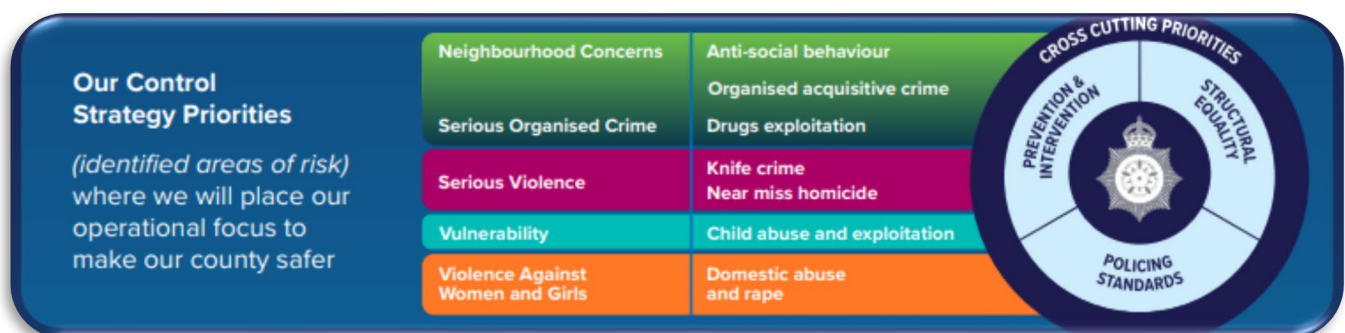 Our Control
Strategy Priorities
(identified areas of risk)
where we will place our
operational focus to
make our county safer
Neighbourhood Concerns
Anti-social behaviour
Organised acquisitive crime
Serious Organised Crime
Drugs exploitation
Serious Violence
Knife crime
Near miss homicide
Vulnerability
Child abuse and exploitation
Violence Against
Women and Girls
Domestic abuse
and rape
CROSS CUTTING PRIORITIES
PREVENTION &
INTERVENTION
STRUCTURAL
EQUALITY
POLICING
STANDARDS